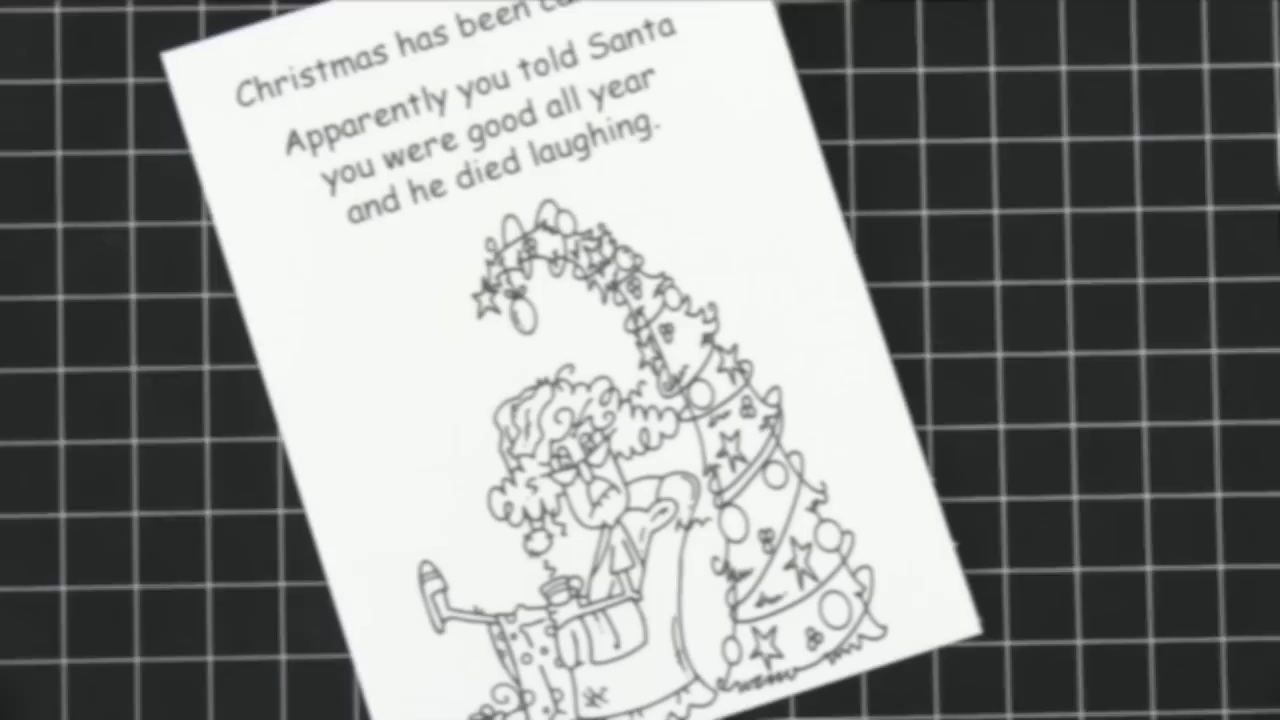 Christmas has been
Apparently you told Santa
you were good all year
and he died laughing.